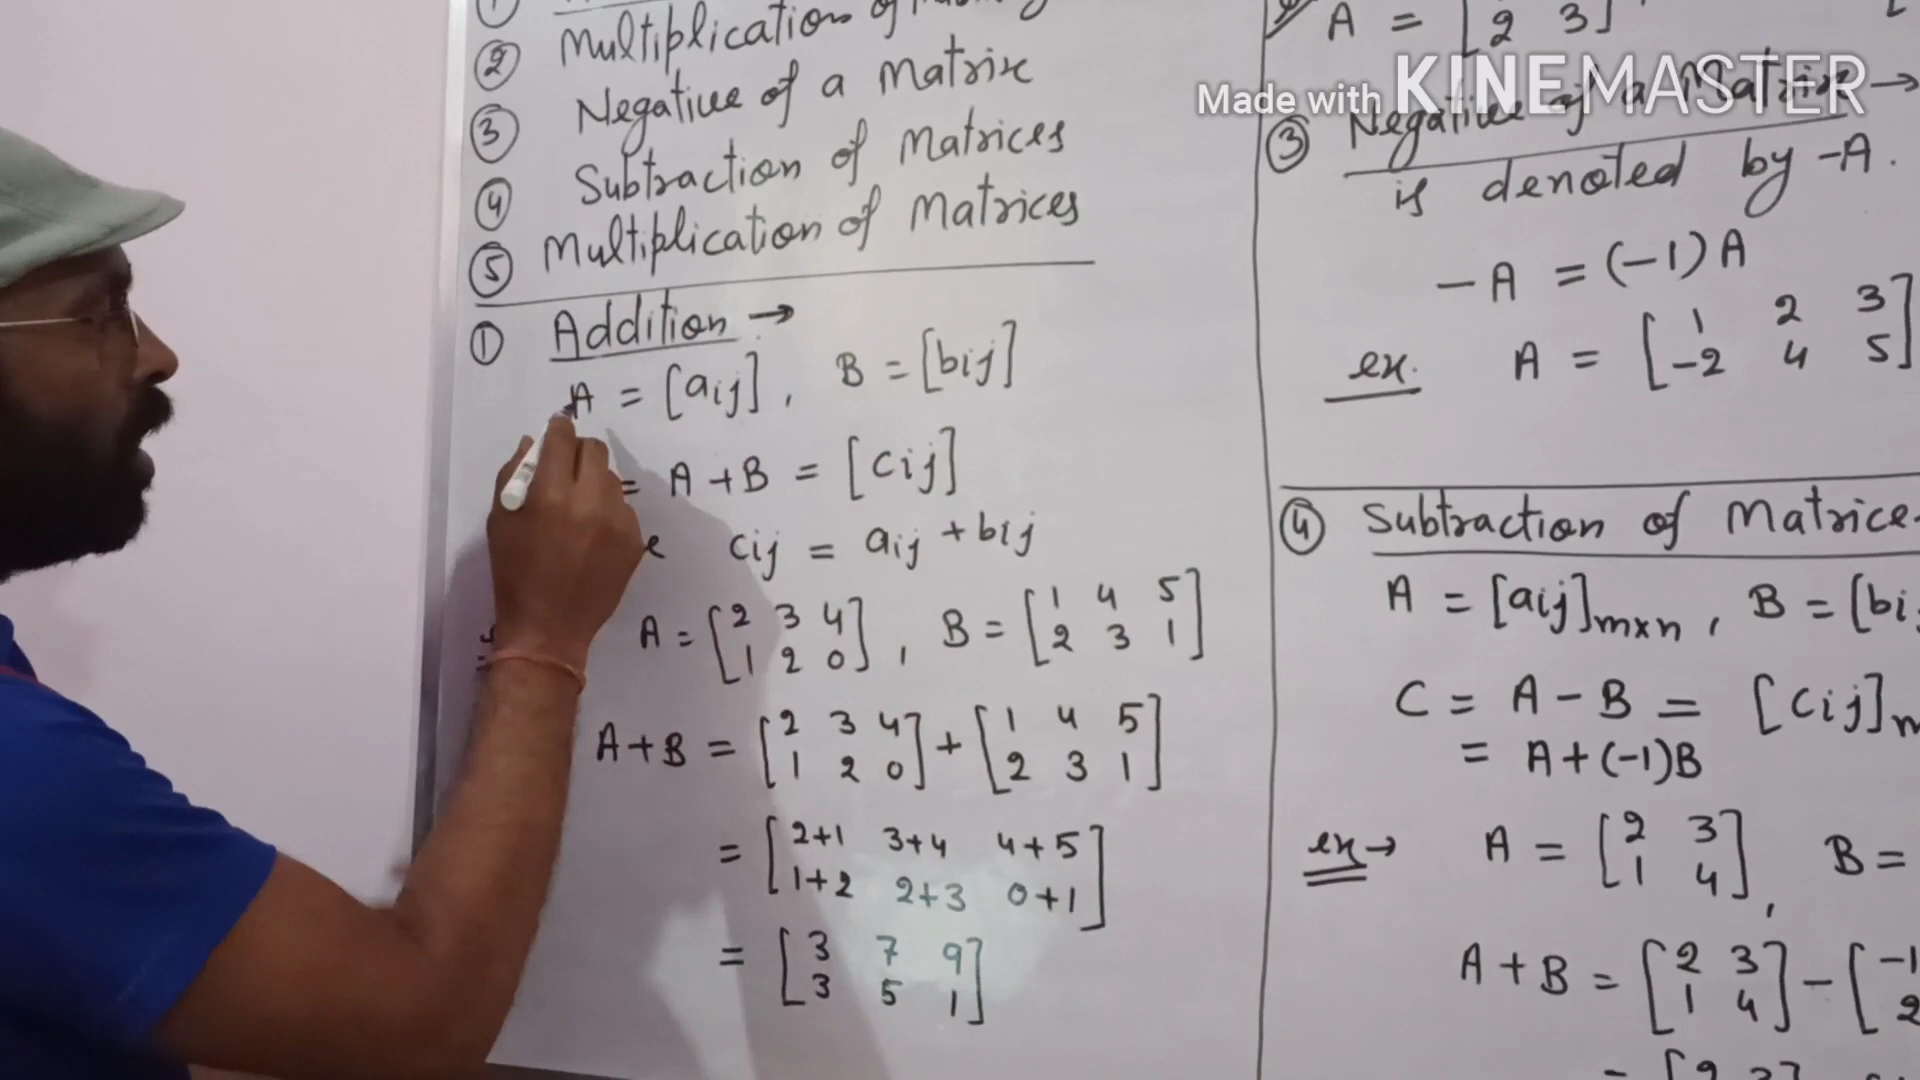 ①
② Multiplication of
③ Negative of a Matrix
④ Subtraction of Matrices
⑤ Multiplication of Matrices
① Addition →
A = [aij], B = [bij]
= A + B = [cij]
cij = aij + bij
A = [2 3 4
1 2 0], B = [1 4 5
2 3 1]
A+B = [2 3 4
1 2 0] + [1 4 5
2 3 1]
= [2+1 3+4 4+5
1+2 2+3 0+1]
= [3 7 9
3 5 1]
A = [2 3]
Made with KINEMASTER
③ Negative of a Matrix →
is denoted by -A.
-A = (-1)A
ex. A = [1 2 3
-2 4 5]
④ Subtraction of Matrice
A = [aij]m×n, B = [bi
C = A - B = [cij]
= A+(-1)B
ex→ A = [2 3
1 4], B =
A+B = [2 3
1 4] - [-1
2